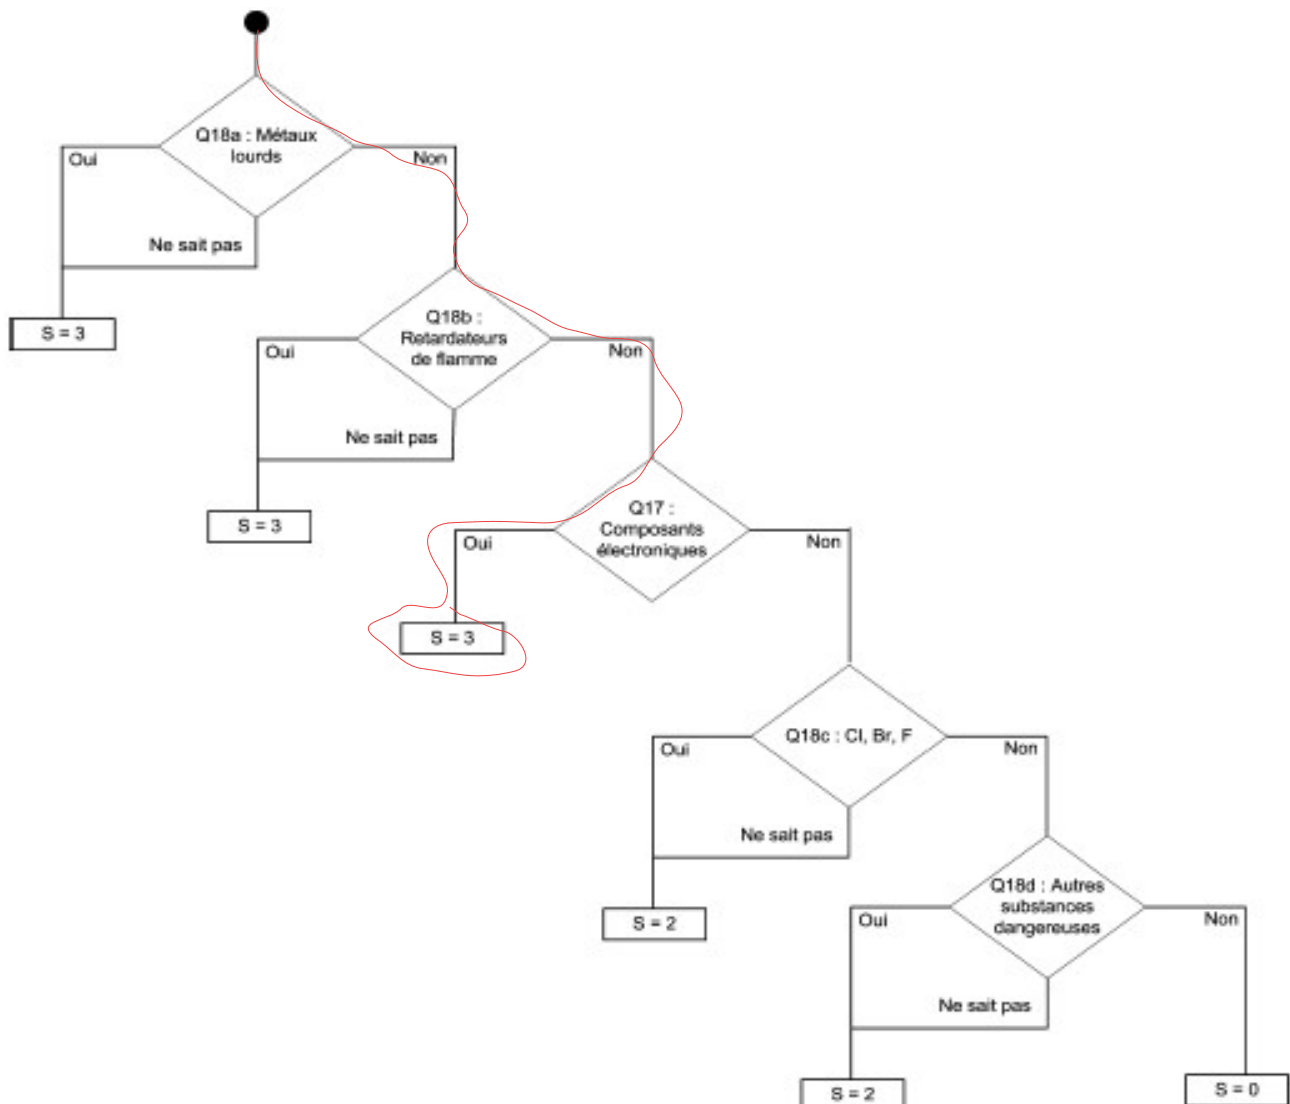 Q18a : Métaux
lourds
Oui
Non
Ne sait pas
S = 3
Q18b :
Retardateurs
de flamme
Oui
Non
Ne sait pas
S = 3
Q17 :
Composants
électroniques
Oui
Non
S = 3
Q18c : Cl, Br, F
Oui
Non
Ne sait pas
S = 2
Q18d : Autres
substances
dangereuses
Oui
Non
Ne sait pas
S = 2
S = 0